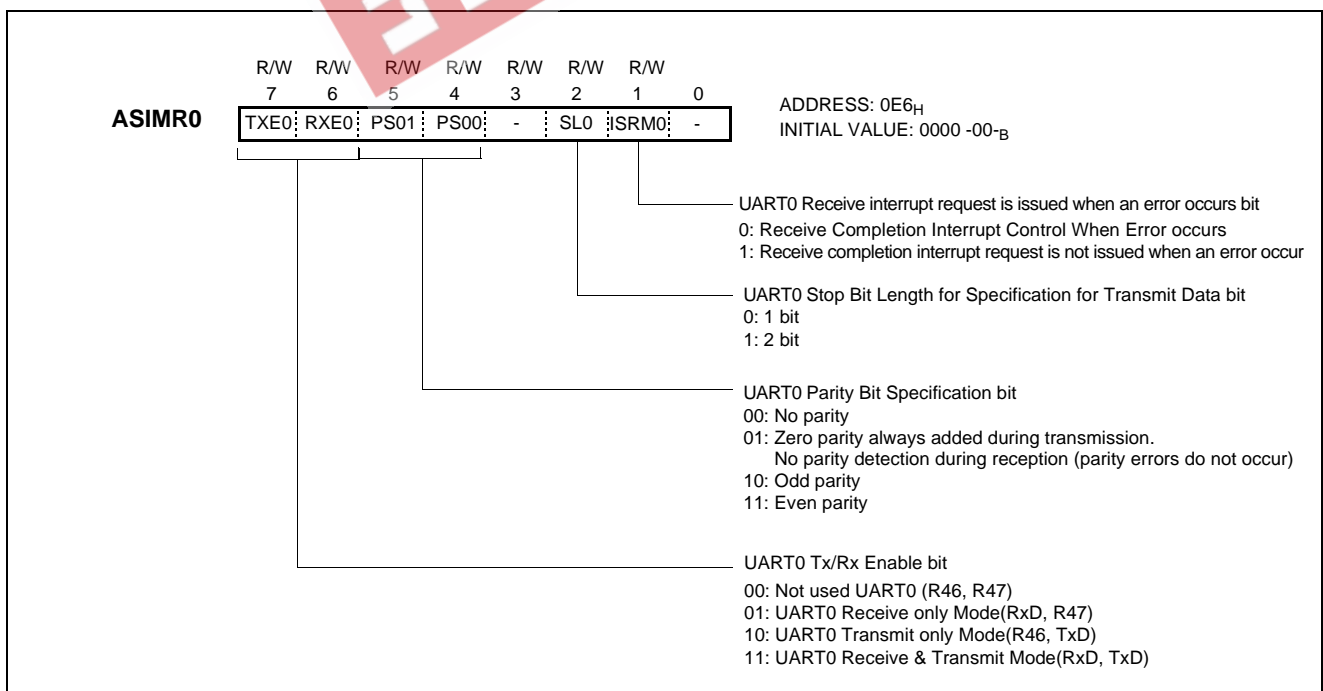 R/W R/W R/W R/W R/W R/W R/W
7 6 5 4 3 2 1 0
ASIMR0 TXE0 RXE0 PS01 PS00 - SL0 ISRM0 -
ADDRESS: 0E6H
INITIAL VALUE: 0000 -00-B
UART0 Receive interrupt request is issued when an error occurs bit
0: Receive Completion Interrupt Control When Error occurs
1: Receive completion interrupt request is not issued when an error occur
UART0 Stop Bit Length for Specification for Transmit Data bit
0: 1 bit
1: 2 bit
UART0 Parity Bit Specification bit
00: No parity
01: Zero parity always added during transmission.
No parity detection during reception (parity errors do not occur)
10: Odd parity
11: Even parity
UART0 Tx/Rx Enable bit
00: Not used UART0 (R46, R47)
01: UART0 Receive only Mode(RxD, R47)
10: UART0 Transmit only Mode(R46, TxD)
11: UART0 Receive & Transmit Mode(RxD, TxD)